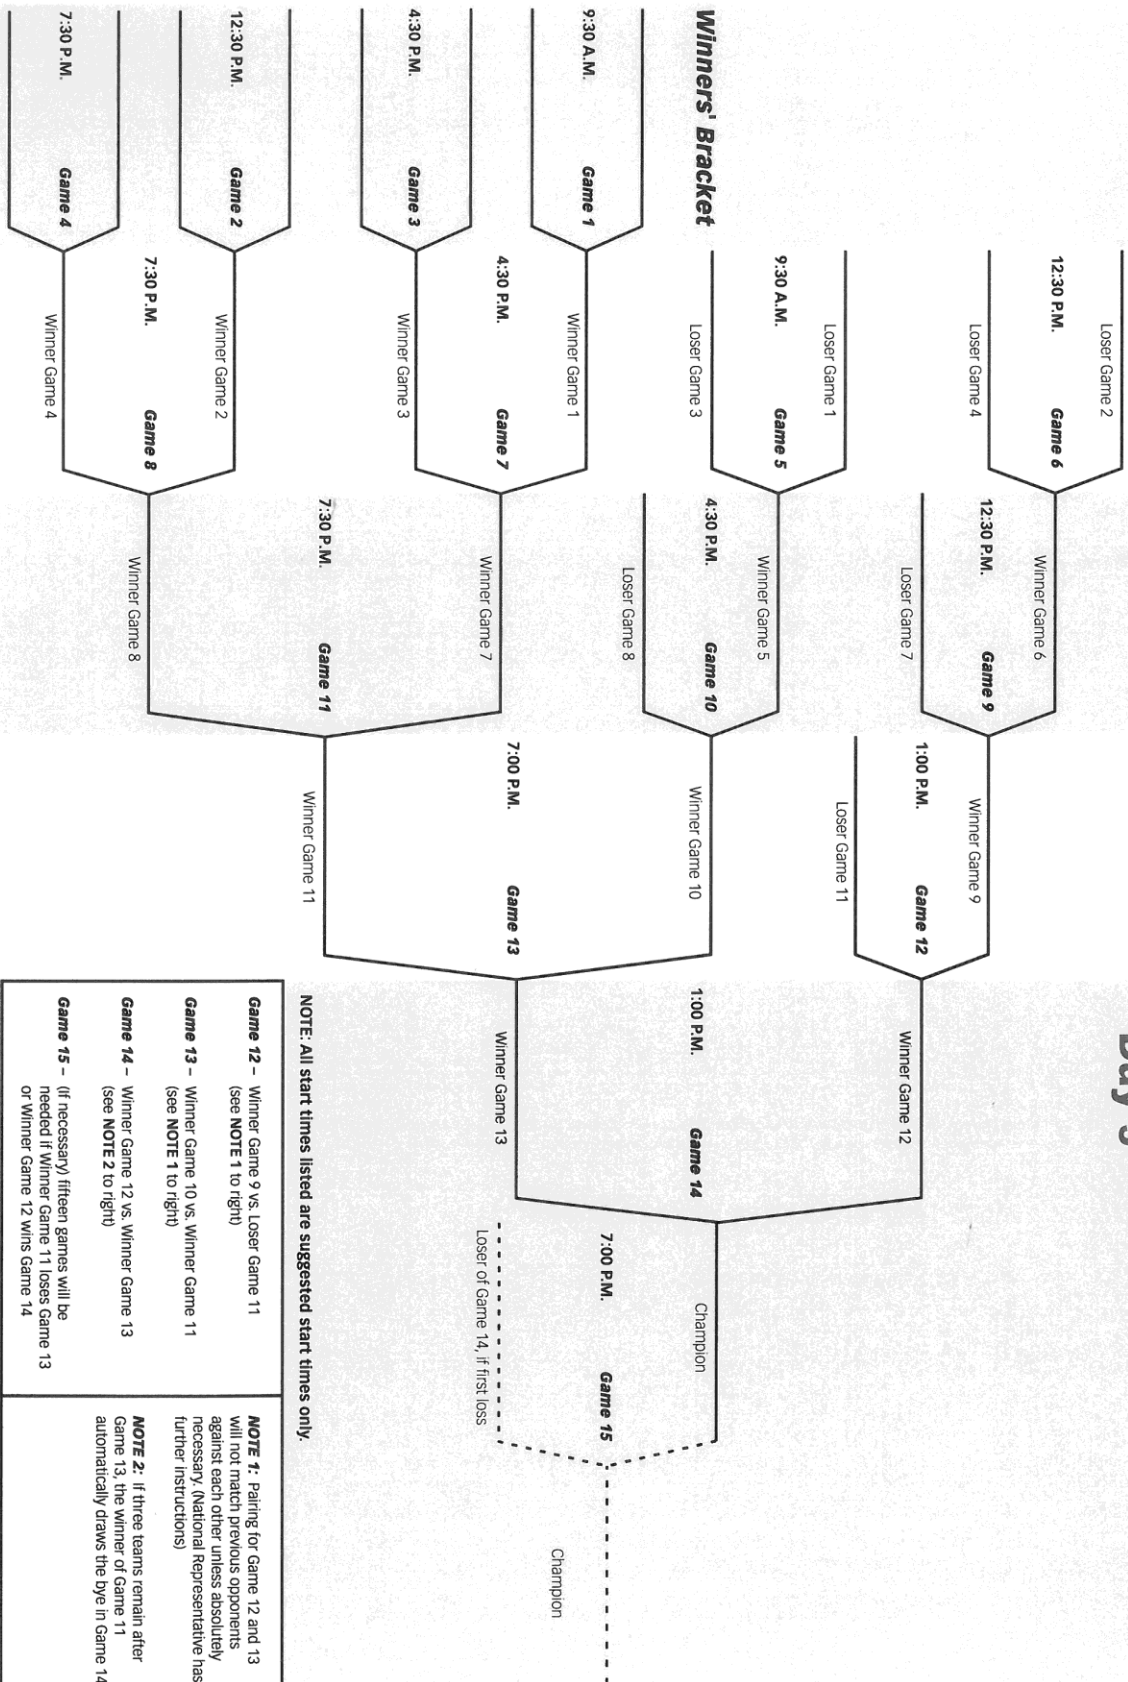 Day 5
Loser Game 2
12:30 P.M. Game 6
Loser Game 4
Winner Game 6
12:30 P.M. Game 9
Loser Game 7
Winner Game 9
1:00 P.M. Game 12
Loser Game 11
Loser Game 1
9:30 A.M. Game 5
Loser Game 3
Winner Game 5
4:30 P.M. Game 10
Loser Game 8
Winner Game 12
1:00 P.M. Game 14
Winner Game 13
Winners' Bracket
9:30 A.M. Game 1
Winner Game 1
4:30 P.M. Game 7
Winner Game 3
4:30 P.M. Game 3
Winner Game 10
7:00 P.M. Game 13
Winner Game 11
Champion
7:00 P.M. Game 15
Loser of Game 14, if first loss
Champion
Winner Game 7
7:30 P.M. Game 11
Winner Game 8
12:30 P.M. Game 2
Winner Game 2
7:30 P.M. Game 8
Winner Game 4
7:30 P.M. Game 4
NOTE: All start times listed are suggested start times only.
Game 12 – Winner Game 9 vs. Loser Game 11
(see NOTE 1 to right)
Game 13 – Winner Game 10 vs. Winner Game 11
(see NOTE 1 to right)
Game 14 – Winner Game 12 vs. Winner Game 13
(see NOTE 2 to right)
Game 15 – (If necessary) fifteen games will be
needed if Winner Game 11 loses Game 13
or Winner Game 12 wins Game 14
NOTE 1: Pairing for Game 12 and 13
will not match previous opponents
against each other unless absolutely
necessary. (National Representative has
further instructions)
NOTE 2: If three teams remain after
Game 13, the winner of Game 11
automatically draws the bye in Game 14